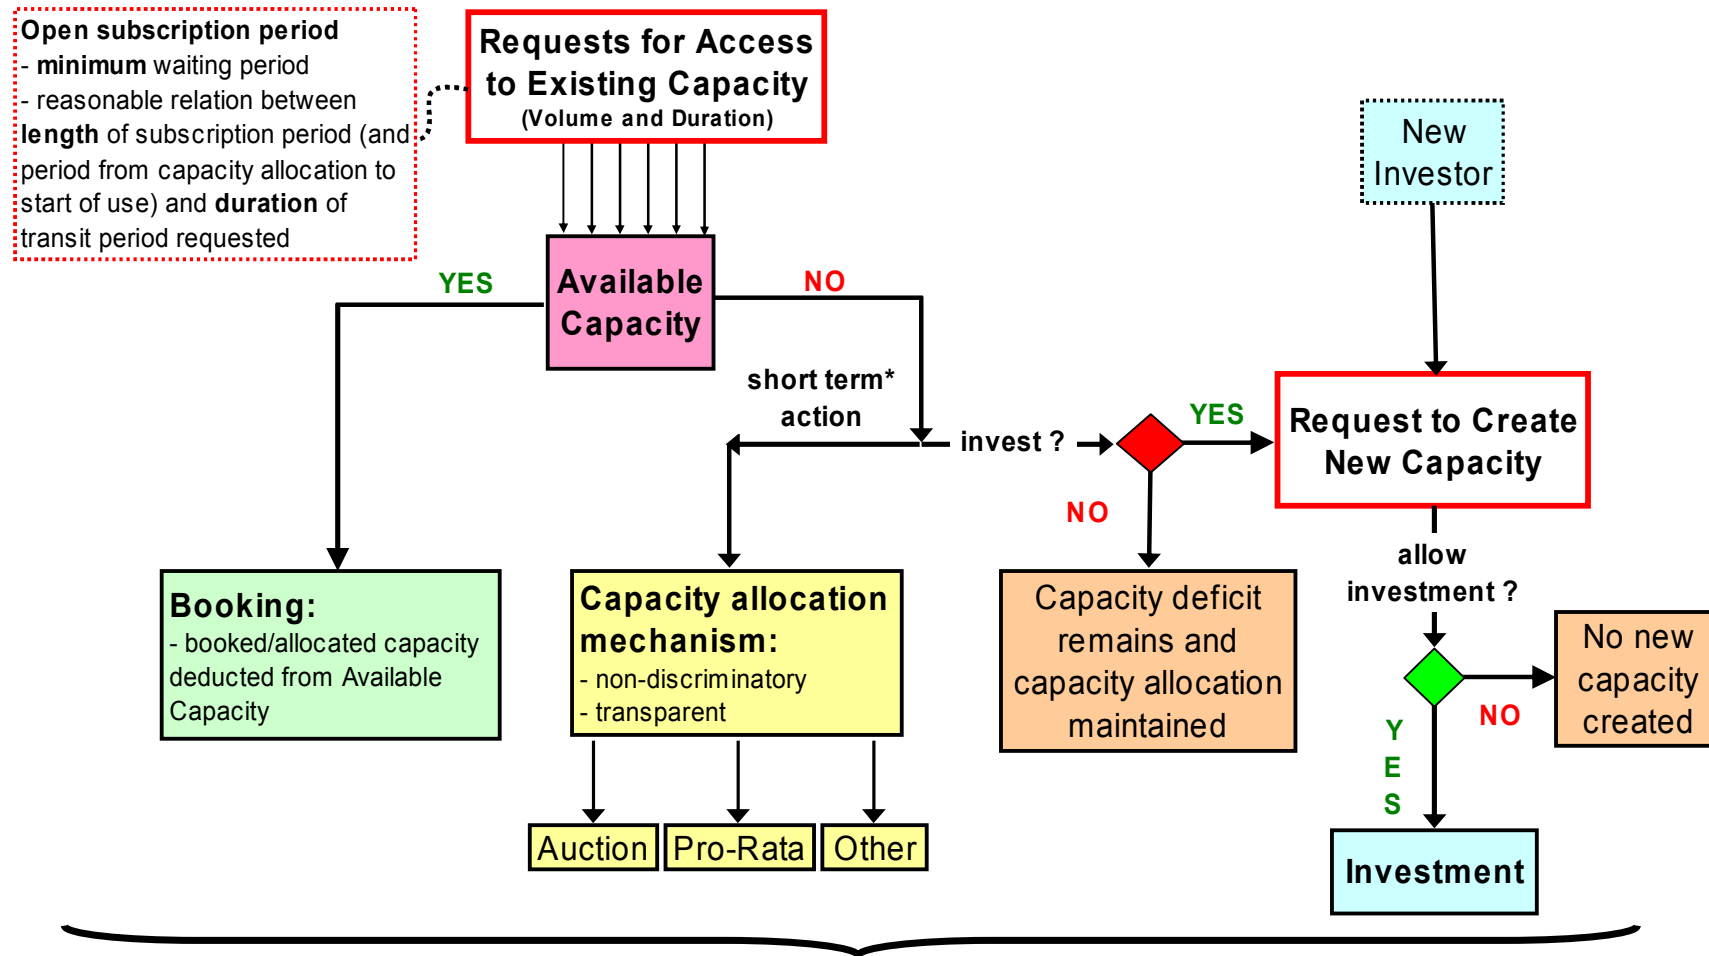 Open subscription period
- minimum waiting period
- reasonable relation between
length of subscription period (and
period from capacity allocation to
start of use) and duration of
transit period requested
Requests for Access
to Existing Capacity
(Volume and Duration)
New
Investor
YES
Available
Capacity
NO
short term*
action
invest ?
YES
Request to Create
New Capacity
NO
allow
investment ?
Booking:
- booked/allocated capacity
deducted from Available
Capacity
Capacity allocation
mechanism:
- non-discriminatory
- transparent
Capacity deficit
remains and
capacity allocation
maintained
No new
capacity
created
NO
Y
E
S
Auction
Pro-Rata
Other
Investment